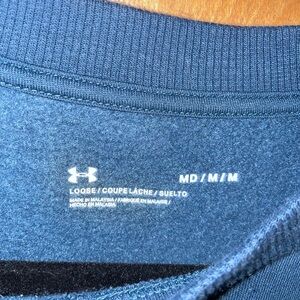 MD / M / M
LOOSE / COUPE LÂCHE / SUELTO
MADE IN MALAYSIA / FABRIQUÉ EN MALAISIE /
HECHO EN MALASIA